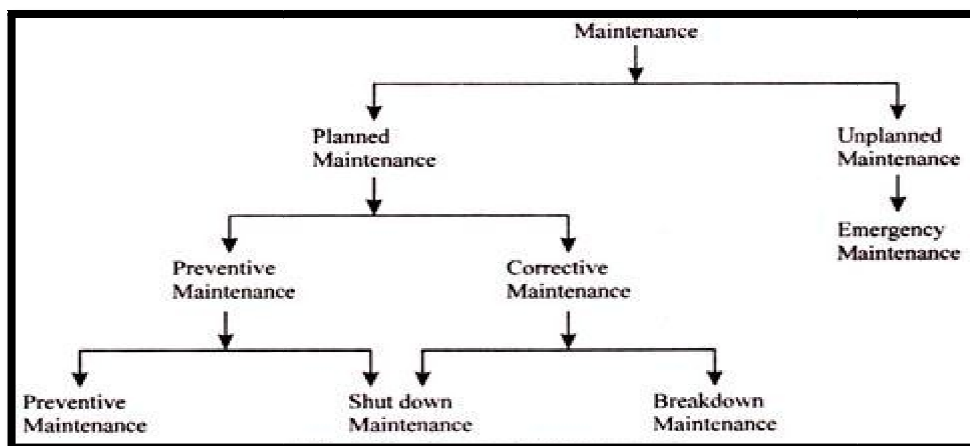 Maintenance
Planned
Maintenance
Unplanned
Maintenance
Emergency
Maintenance
Preventive
Maintenance
Corrective
Maintenance
Preventive
Maintenance
Shut down
Maintenance
Breakdown
Maintenance